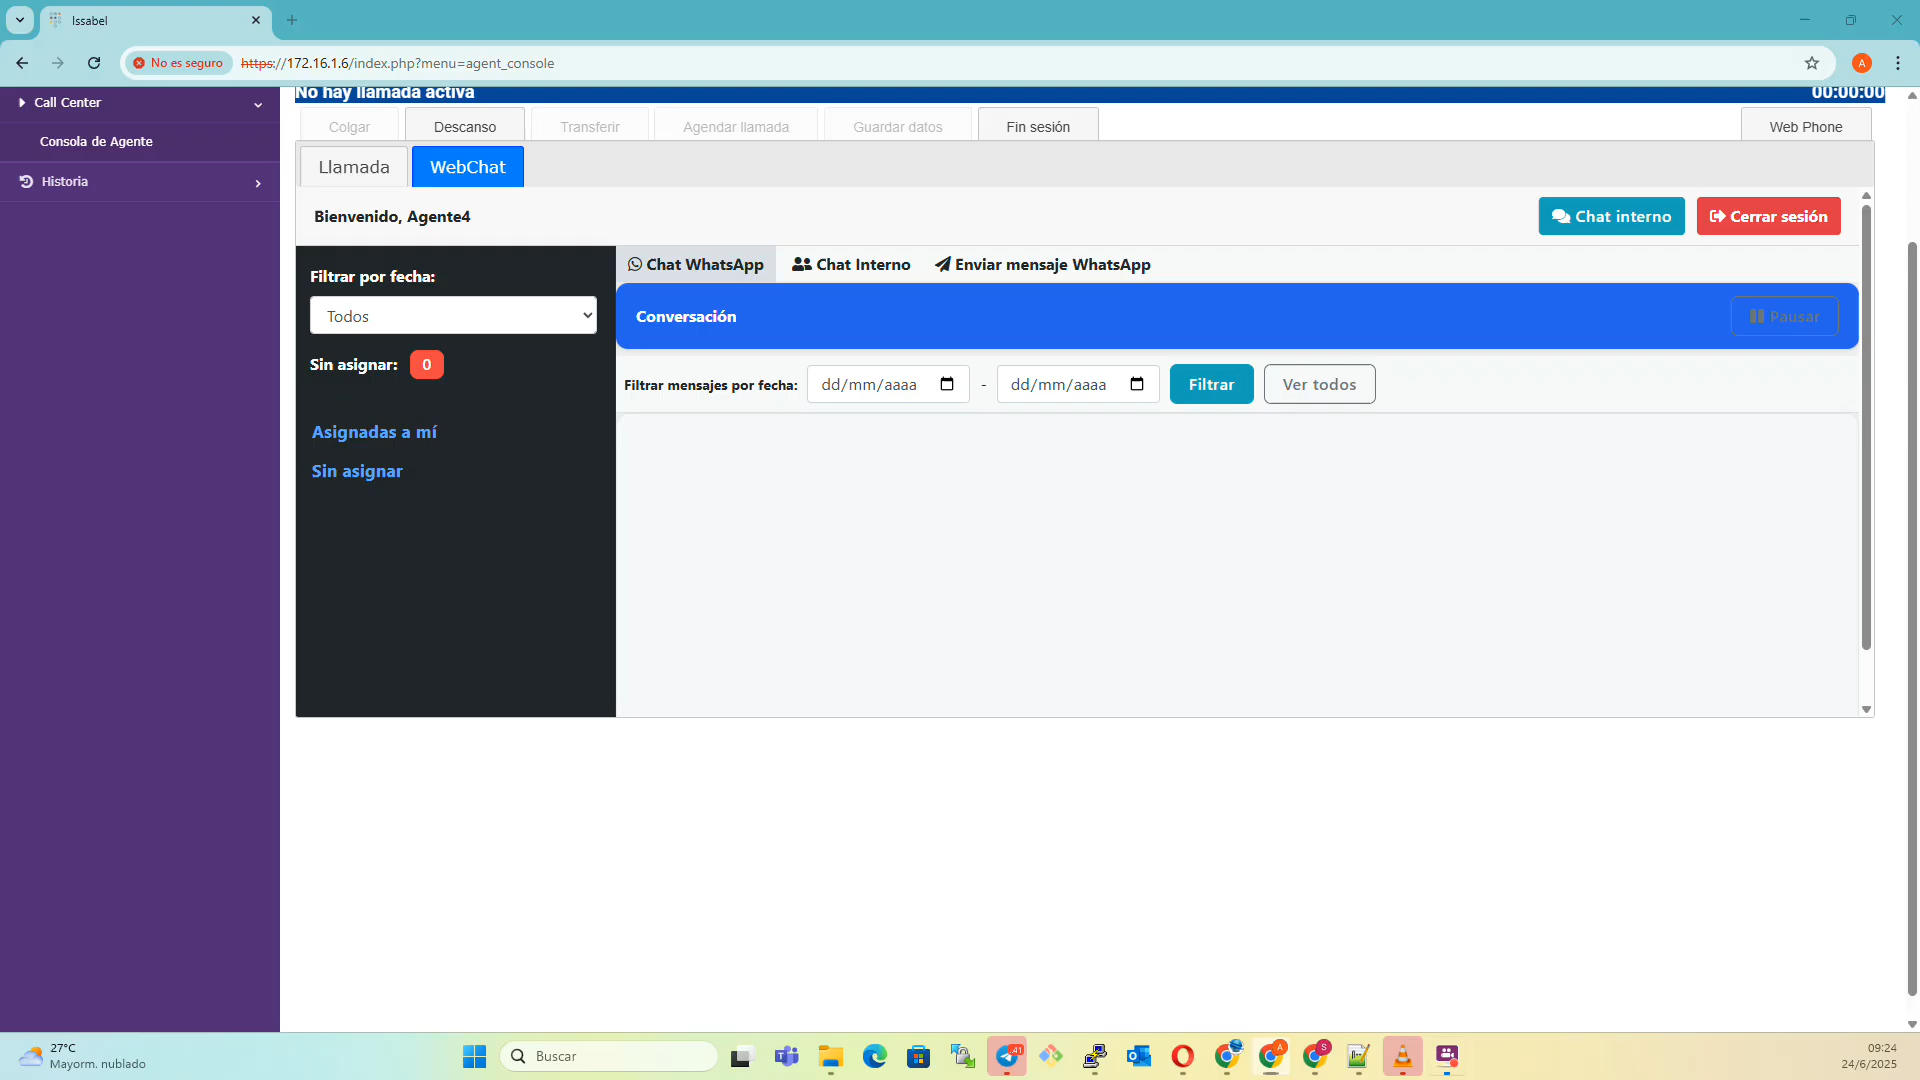 Issabel
No es seguro
https://172.16.1.6/index.php?menu=agent_console
A
Call Center
Consola de Agente
Historia
No hay llamada activa
00:00:00
Colgar
Descanso
Transferir
Agendar llamada
Guardar datos
Fin sesión
Web Phone
Llamada
WebChat
Bienvenido, Agente4
Chat interno
Cerrar sesión
Filtrar por fecha:
Todos
Sin asignar: 0
Asignadas a mí
Sin asignar
Chat WhatsApp
Chat Interno
Enviar mensaje WhatsApp
Conversación
Pausar
Filtrar mensajes por fecha:
dd/mm/aaaa
-
dd/mm/aaaa
Filtrar
Ver todos
27°C
Mayorm. nublado
Buscar
41
A
S
09:24
24/6/2025